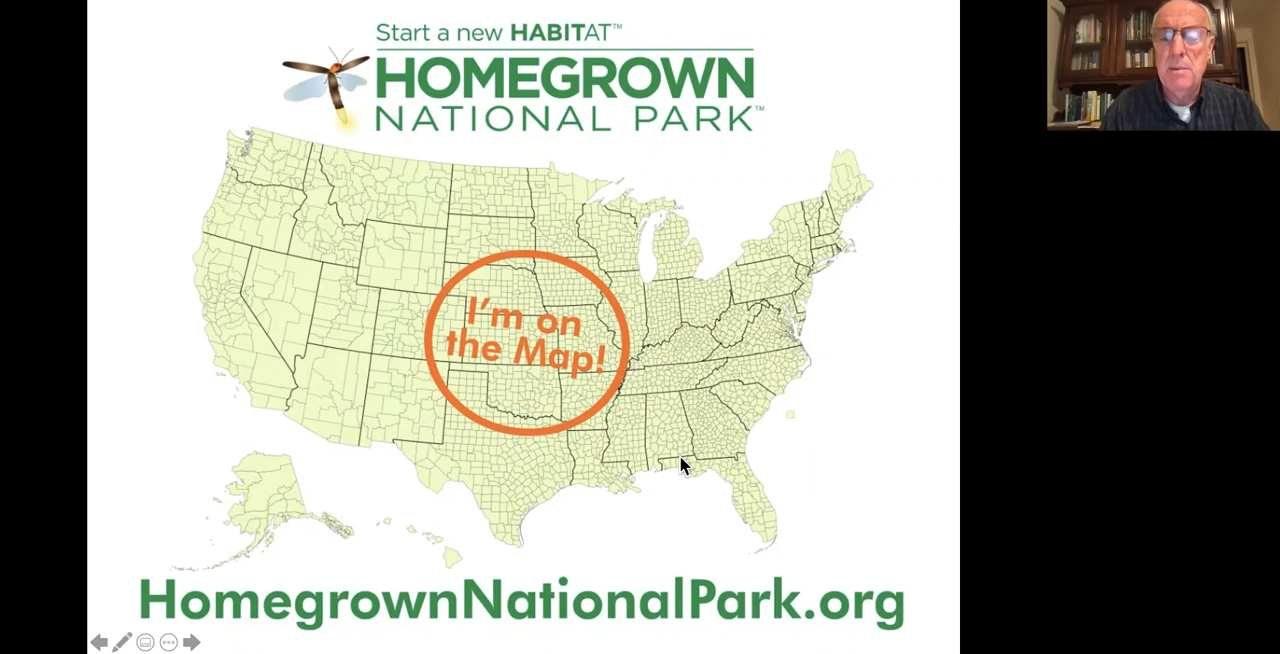 Start a new HABITAT™
HOMEGROWN
NATIONAL PARK™
I'm on
the Map!
HomegrownNationalPark.org